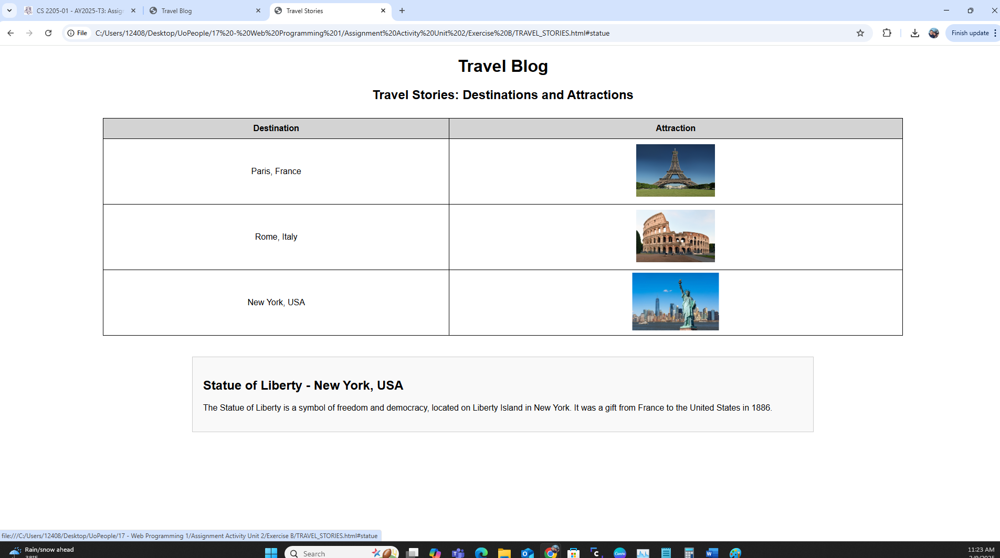 CS 2205-01 - AY2025-T3: Assig
Travel Blog
Travel Stories
File
C:/Users/12408/Desktop/UoPeople/17%20-%20Web%20Programming%201/Assignment%20Activity%20Unit%202/Exercise%20B/TRAVEL_STORIES.html#statue
Finish update
Travel Blog
Travel Stories: Destinations and Attractions
Destination Attraction
Paris, France
Rome, Italy
New York, USA
Statue of Liberty - New York, USA
The Statue of Liberty is a symbol of freedom and democracy, located on Liberty Island in New York. It was a gift from France to the United States in 1886.
file:///C:/Users/12408/Desktop/UoPeople/17 - Web Programming 1/Assignment Activity Unit 2/Exercise B/TRAVEL_STORIES.html#statue
Rain/snow ahead
38°F
Search
Canva
11:23 AM
2/9/2025